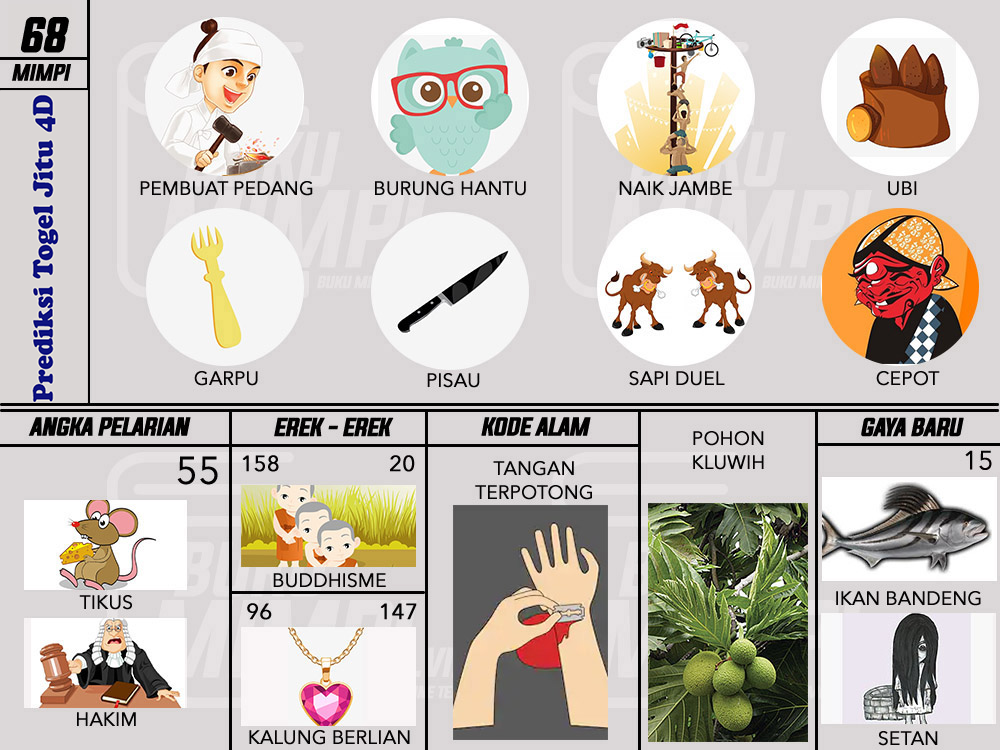 68
MIMPI
Prediksi Togel Jitu 4D
PEMBUAT PEDANG
BURUNG HANTU
NAIK JAMBE
UBI
GARPU
PISAU
SAPI DUEL
CEPOT
ANGKA PELARIAN
55
TIKUS
HAKIM
EREK - EREK
158 20
BUDDHISME
96 147
KALUNG BERLIAN
KODE ALAM
TANGAN
TERPOTONG
POHON
KLUWIH
GAYA BARU
15
IKAN BANDENG
SETAN